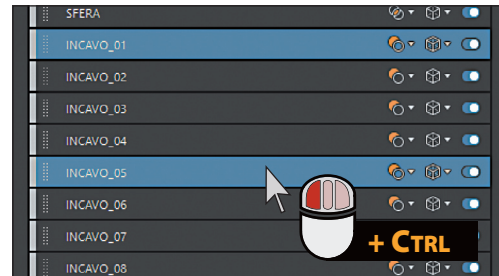 SFERA
INCAVO_01
INCAVO_02
INCAVO_03
INCAVO_04
INCAVO_05
INCAVO_06
INCAVO_07
+ CTRL
INCAVO_08